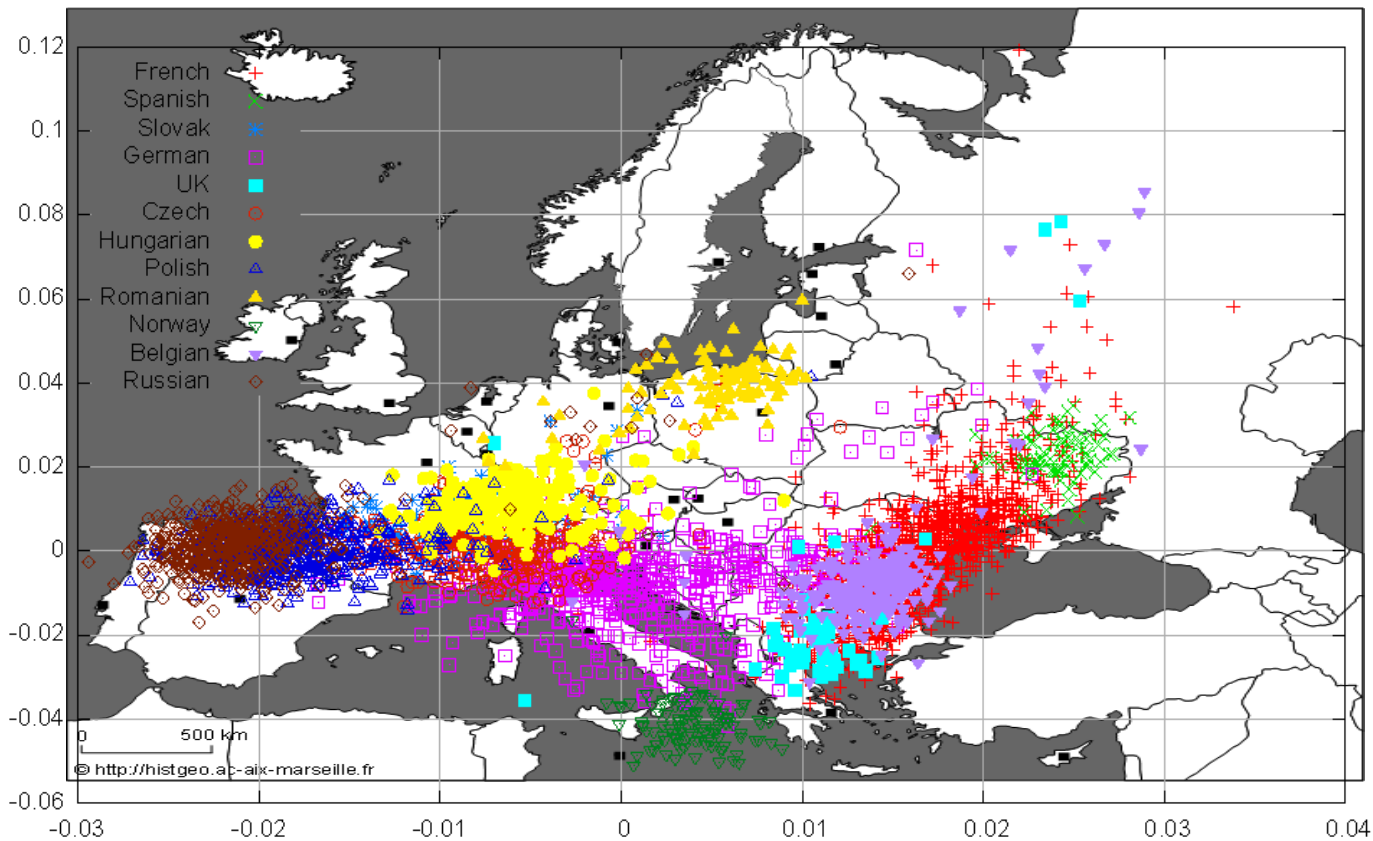 0.12
0.1
0.08
0.06
0.04
0.02
0
-0.02
-0.04
-0.06
French
Spanish
Slovak
German
UK
Czech
Hungarian
Polish
Romanian
Norway
Belgian
Russian
0 500 km
© http://histgeo.ac-aix-marseille.fr
-0.03 -0.02 -0.01 0 0.01 0.02 0.03 0.04